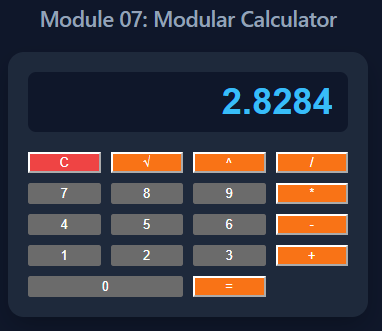 Module 07: Modular Calculator
2.8284
C √ ^ /
7 8 9 *
4 5 6 -
1 2 3 +
0 =